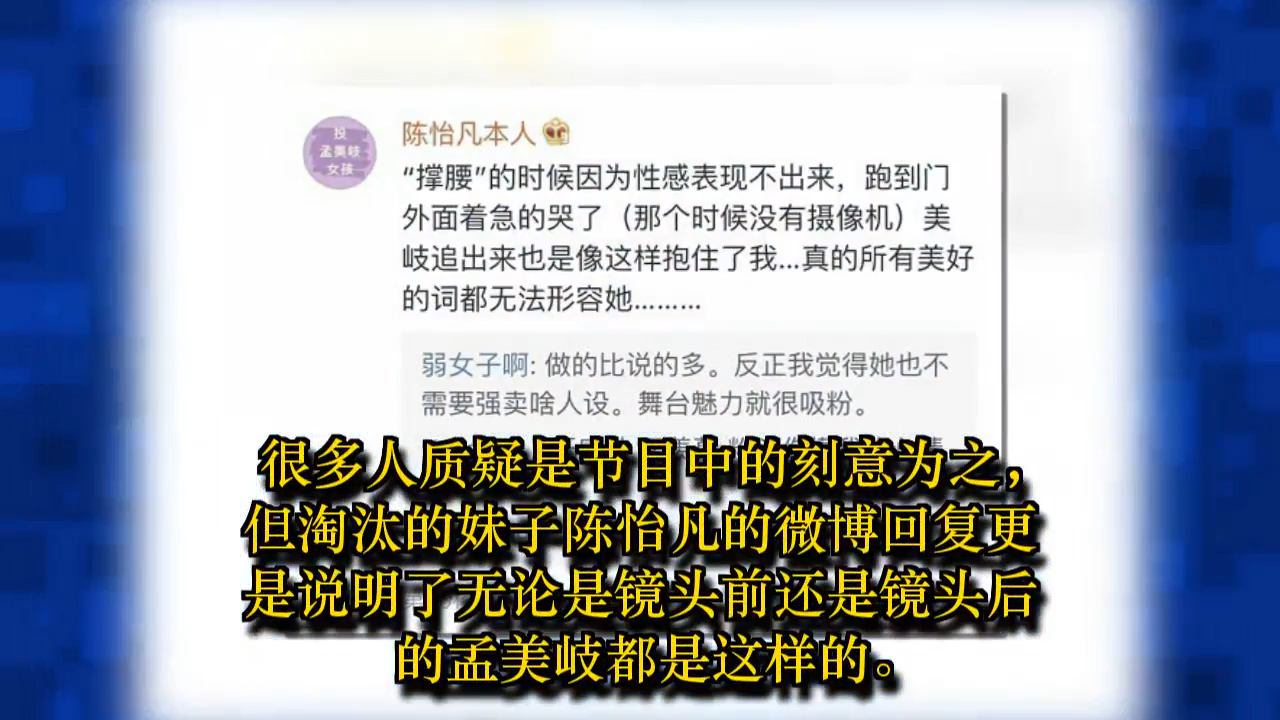 投
孟美岐
女孩
陈怡凡本人
“撑腰”的时候因为性感表现不出来，跑到门
外面着急的哭了（那个时候没有摄像机）美
岐追出来也是像这样抱住了我...真的所有美好
的词都无法形容她………
弱女子啊: 做的比说的多。反正我觉得她也不
需要强卖啥人设。舞台魅力就很吸粉。
很多人质疑是节目中的刻意为之，
但淘汰的妹子陈怡凡的微博回复更
是说明了无论是镜头前还是镜头后
的孟美岐都是这样的。